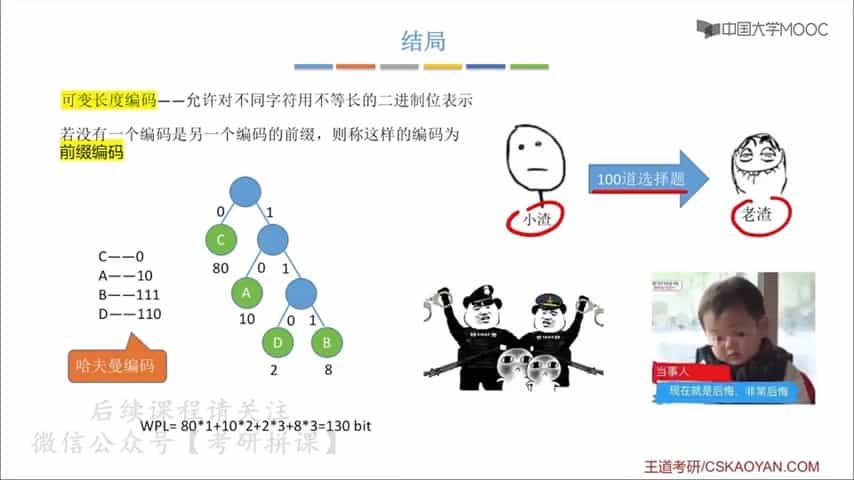 结局
中国大学MOOC
可变长度编码——允许对不同字符用不等长的二进制位表示
若没有一个编码是另一个编码的前缀，则称这样的编码为
前缀编码
100道选择题
小渣
老渣
0
1
C
80
0
1
A
10
0
1
D
B
2
8
C——0
A——10
B——111
D——110
哈夫曼编码
当事人
现在就是后悔、非常后悔
后续课程请关注
微信公众号【考研拼课】
WPL= 80*1+10*2+2*3+8*3=130 bit
王道考研/CSKAOYAN.COM